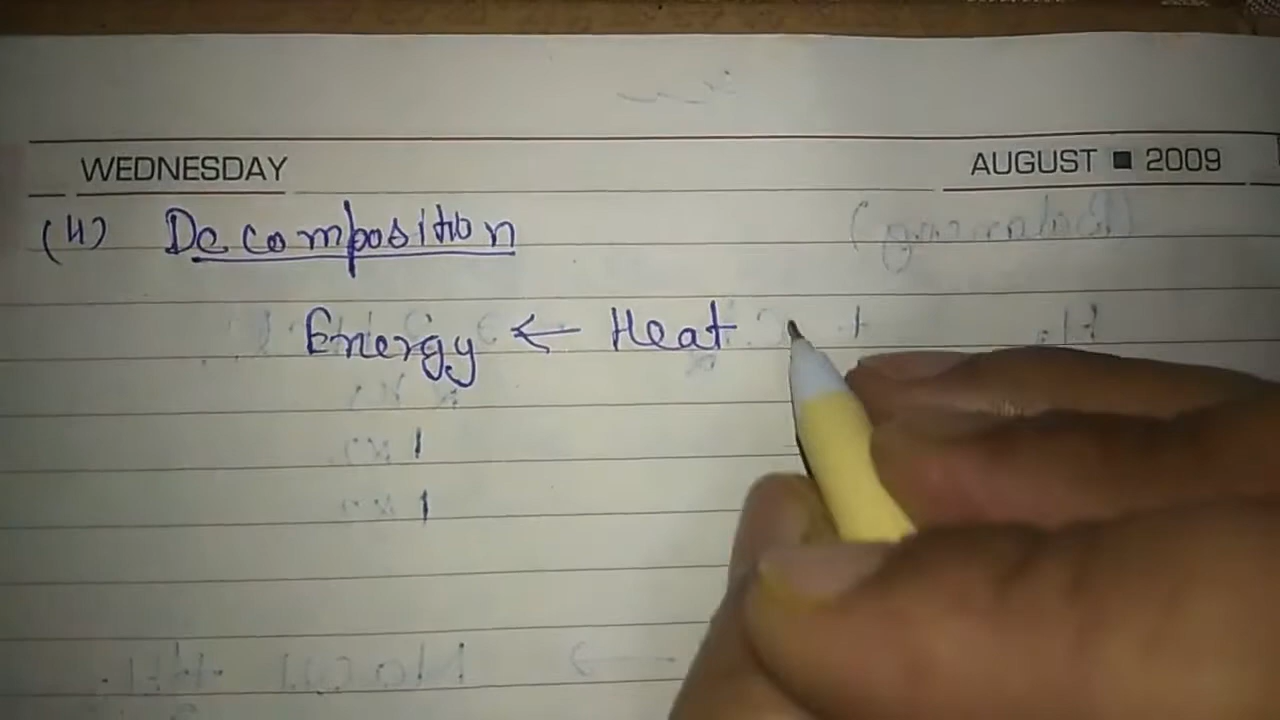 WEDNESDAY AUGUST ■ 2009
(4) Decomposition
Energy ← Heat